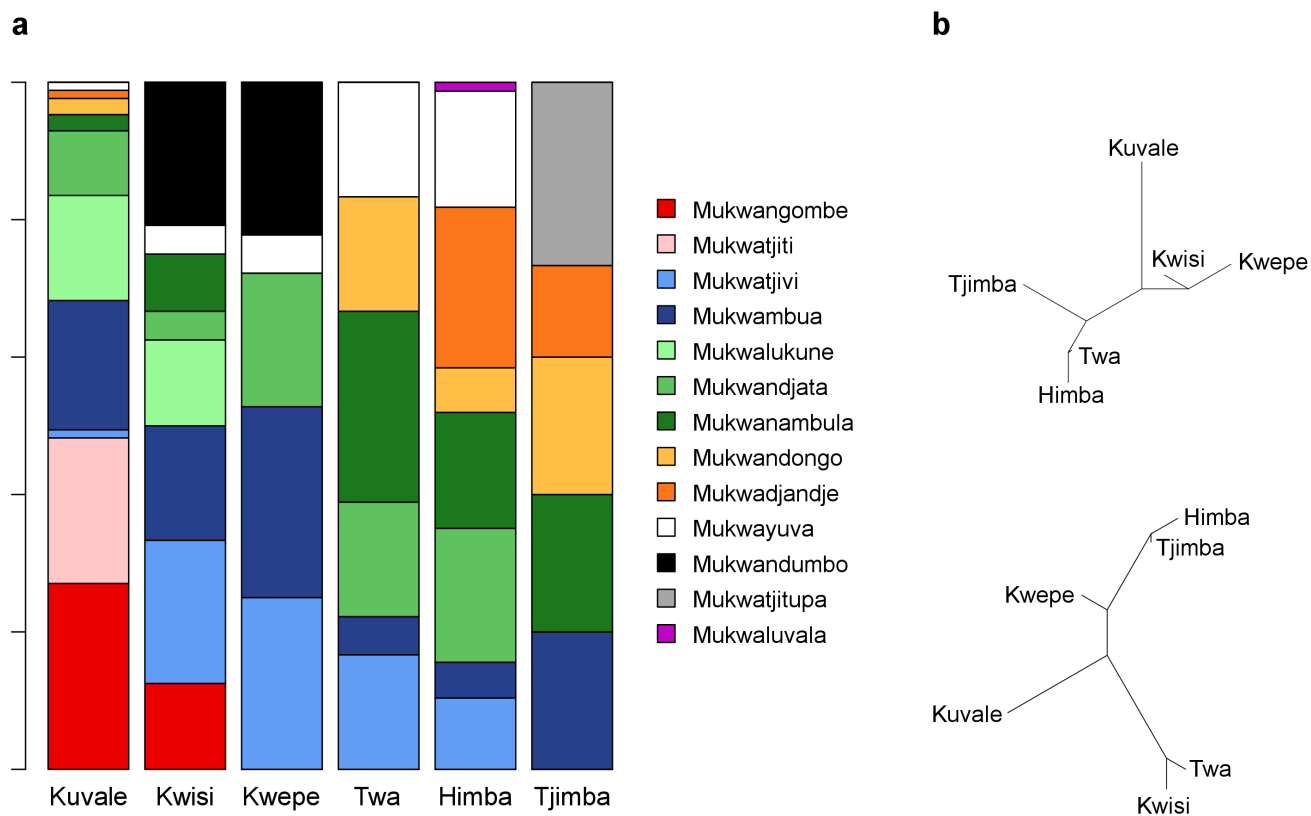 a
b
Kuvale
Kwisi
Kwepe
Twa
Himba
Tjimba
Mukwangombe
Mukwatjiti
Mukwatjivi
Mukwambua
Mukwalukune
Mukwandjata
Mukwanambula
Mukwandongo
Mukwadjandje
Mukwayuva
Mukwandumbo
Mukwatjitupa
Mukwaluvala
Kuvale
Kwisi
Kwepe
Tjimba
Twa
Himba
Himba
Tjimba
Kwepe
Kuvale
Twa
Kwisi